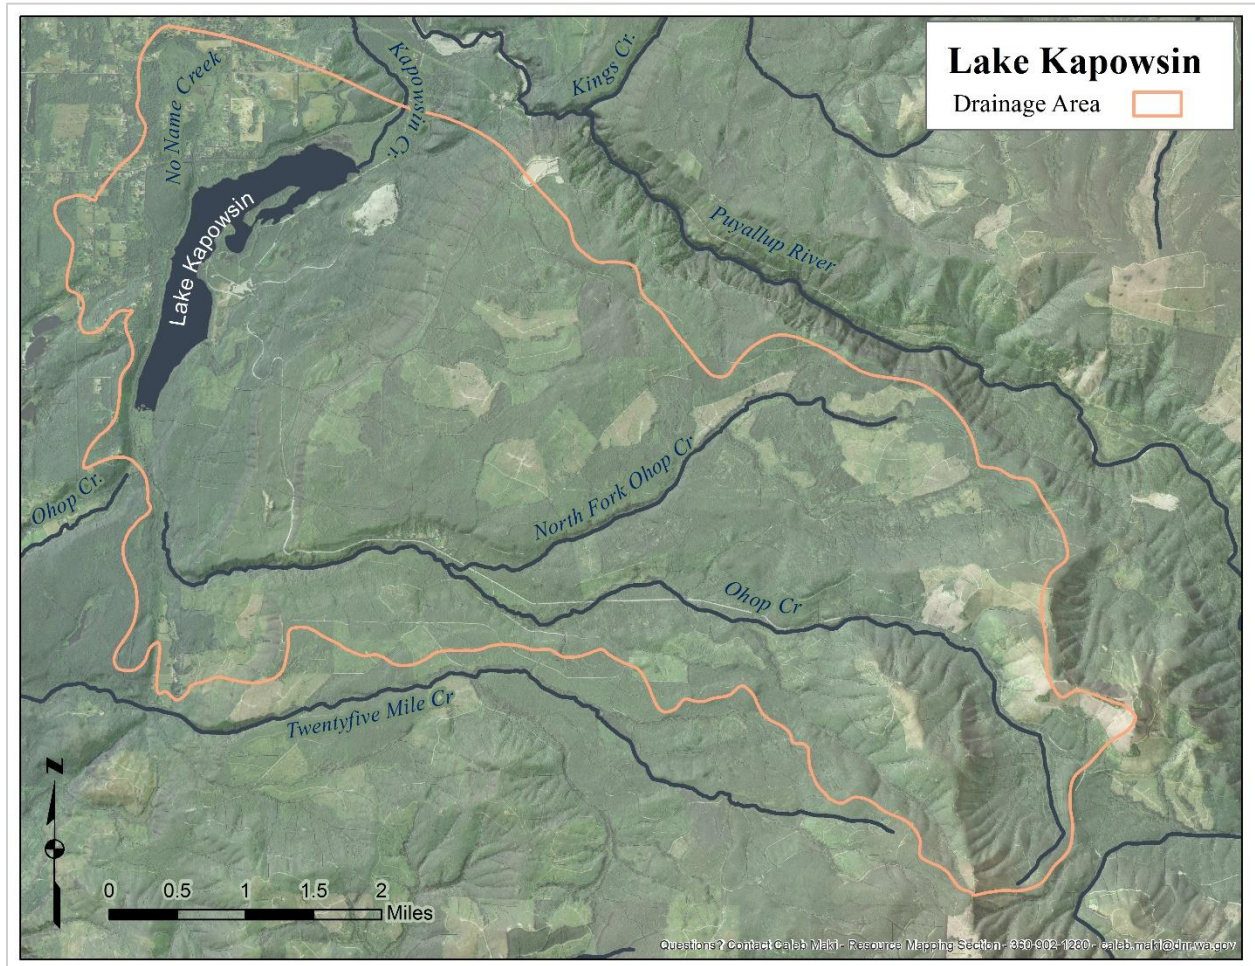 Lake Kapowsin
Drainage Area
No Name Creek
Kapowsin Cr.
Kings Cr.
Puyallup River
Lake Kapowsin
Ohop Cr.
North Fork Ohop Cr
Ohop Cr
Twentyfive Mile Cr
N
0 0.5 1 1.5 2
Miles
Questions? Contact Caleb Maki - Resource Mapping Section - 360-902-1280 - caleb.maki@dnr.wa.gov